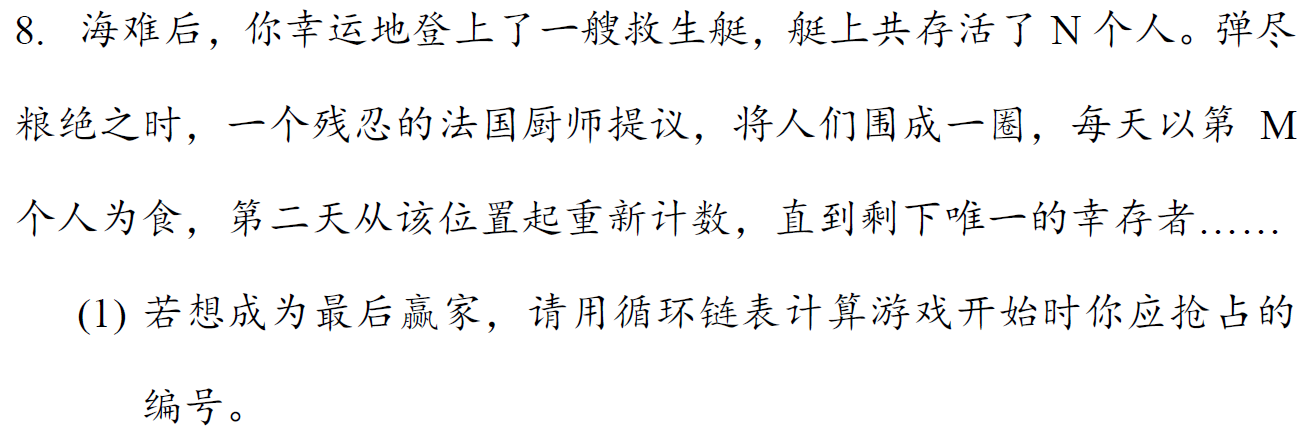 8. 海难后，你幸运地登上了一艘救生艇，艇上共存活了 N 个人。弹尽
粮绝之时，一个残忍的法国厨师提议，将人们围成一圈，每天以第 M
个人为食，第二天从该位置起重新计数，直到剩下唯一的幸存者……
(1) 若想成为最后赢家，请用循环链表计算游戏开始时你应抢占的
编号。